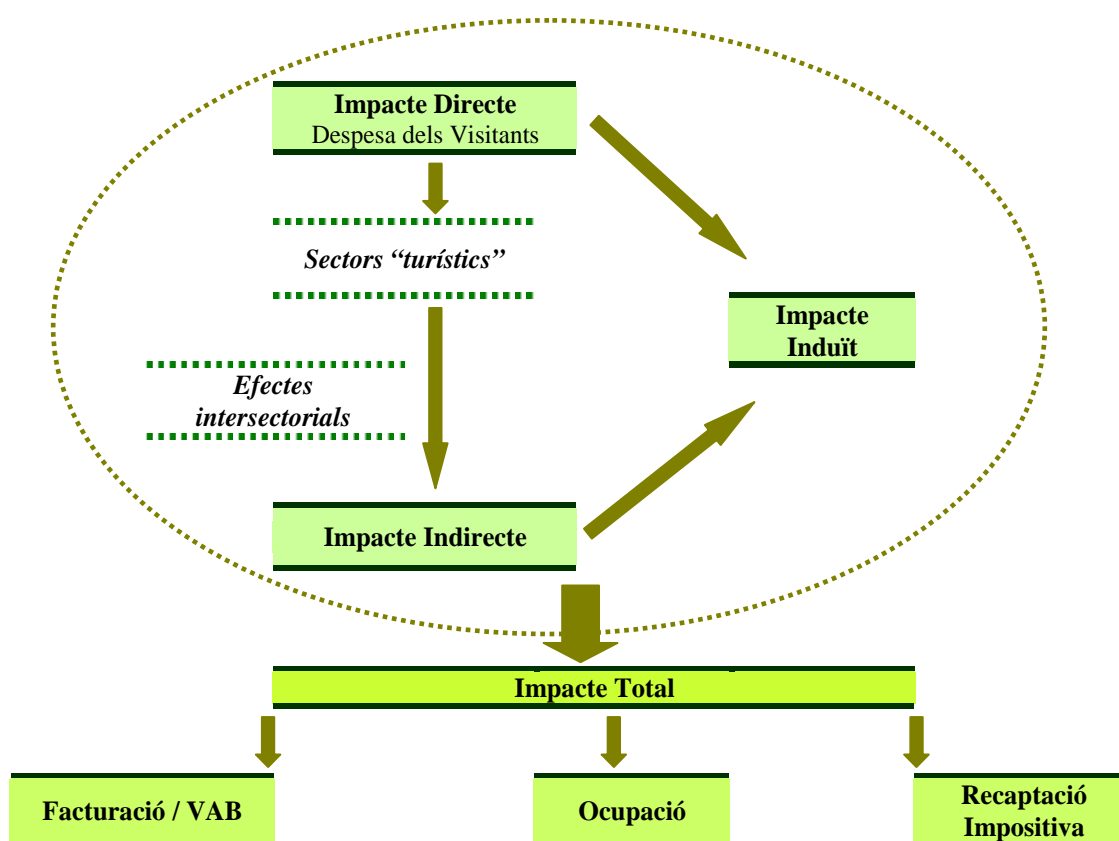 Impacte Directe
Despesa dels Visitants
Sectors “turístics”
Impacte
Induït
Efectes
intersectorials
Impacte Indirecte
Impacte Total
Facturació / VAB
Ocupació
Recaptació
Impositiva